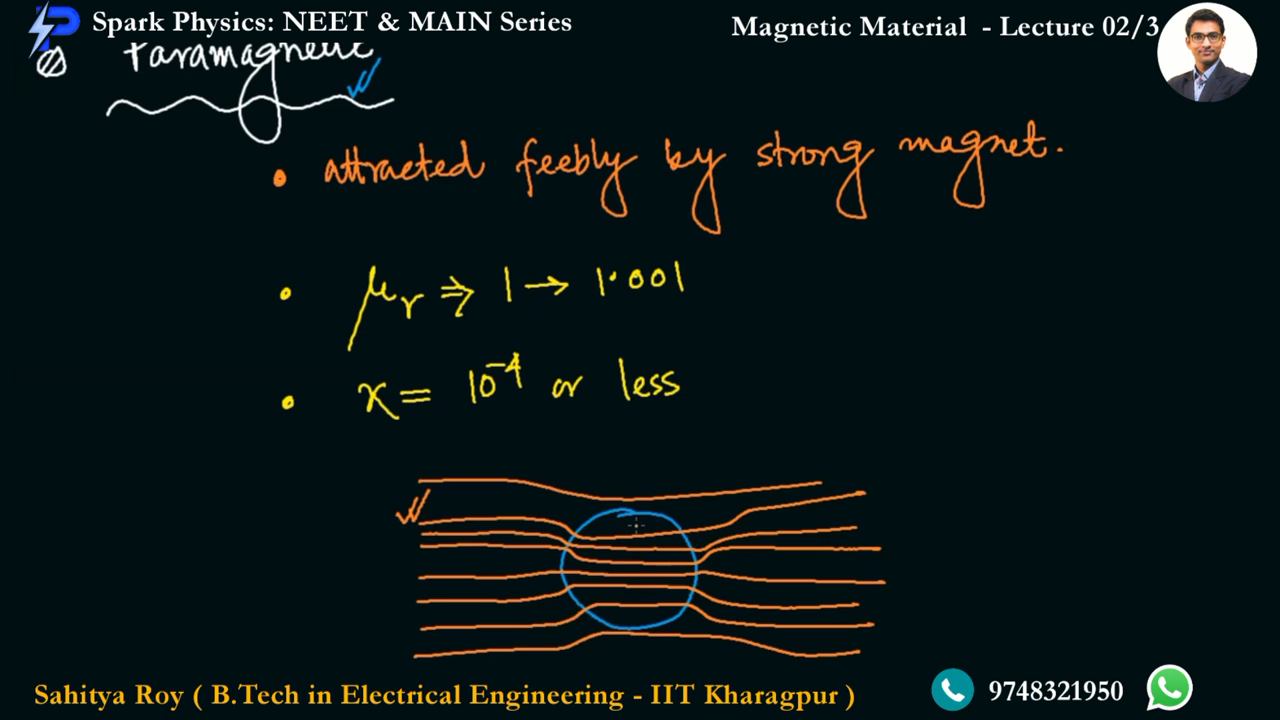 Spark Physics: NEET & MAIN Series
Magnetic Material - Lecture 02/3
Paramagnetic
• attracted feebly by strong magnet.
• μr ⇒ 1 → 1.001
• x = 10⁻⁴ or less
Sahitya Roy ( B.Tech in Electrical Engineering - IIT Kharagpur )
9748321950